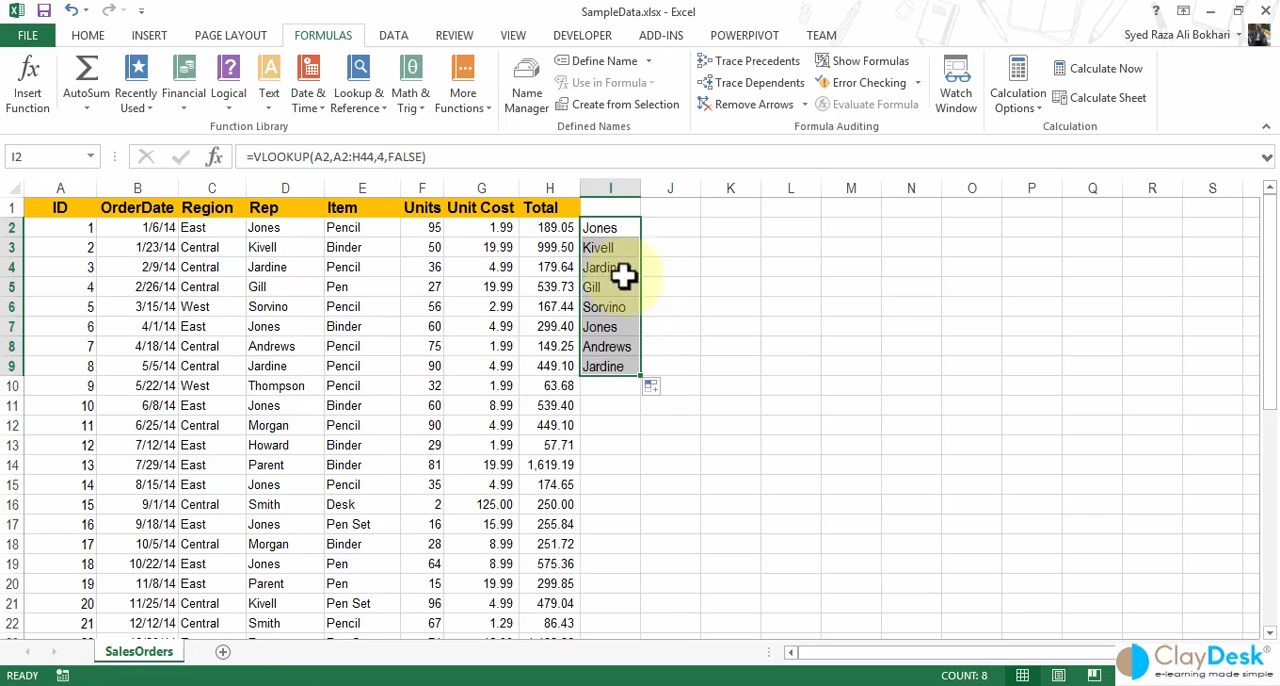 SampleData.xlsx - Excel
FILE HOME INSERT PAGE LAYOUT FORMULAS DATA REVIEW VIEW DEVELOPER ADD-INS POWERPIVOT TEAM Syed Raza Ali Bokhari
Insert Function
AutoSum
Recently Used
Financial
Logical
Text
Date & Time
Lookup & Reference
Math & Trig
More Functions
Function Library
Name Manager
Define Name
Use in Formula
Create from Selection
Defined Names
Trace Precedents
Trace Dependents
Remove Arrows
Show Formulas
Error Checking
Evaluate Formula
Formula Auditing
Watch Window
Calculation Options
Calculate Now
Calculate Sheet
Calculation
I2 fx =VLOOKUP(A2,A2:H44,4,FALSE)
A B C D E F G H I J K L M N O P Q R S
1 ID OrderDate Region Rep Item Units Unit Cost Total
2 1 1/6/14 East Jones Pencil 95 1.99 189.05 Jones
3 2 1/23/14 Central Kivell Binder 50 19.99 999.50 Kivell
4 3 2/9/14 Central Jardine Pencil 36 4.99 179.64
5 4 2/26/14 Central Gill Pen 27 19.99 539.73 Gill
6 5 3/15/14 West Sorvino Pencil 56 2.99 167.44 Sorvino
7 6 4/1/14 East Jones Binder 60 4.99 299.40 Jones
8 7 4/18/14 Central Andrews Pencil 75 1.99 149.25 Andrews
9 8 5/5/14 Central Jardine Pencil 90 4.99 449.10 Jardine
10 9 5/22/14 West Thompson Pencil 32 1.99 63.68
11 10 6/8/14 East Jones Binder 60 8.99 539.40
12 11 6/25/14 Central Morgan Pencil 90 4.99 449.10
13 12 7/12/14 East Howard Binder 29 1.99 57.71
14 13 7/29/14 East Parent Binder 81 19.99 1,619.19
15 14 8/15/14 East Jones Pencil 35 4.99 174.65
16 15 9/1/14 Central Smith Desk 2 125.00 250.00
17 16 9/18/14 East Jones Pen Set 16 15.99 255.84
18 17 10/5/14 Central Morgan Binder 28 8.99 251.72
19 18 10/22/14 East Jones Pen 64 8.99 575.36
20 19 11/8/14 East Parent Pen 15 19.99 299.85
21 20 11/25/14 Central Kivell Pen Set 96 4.99 479.04
22 21 12/12/14 Central Smith Pencil 67 1.29 86.43
SalesOrders
ClayDesk®
e-learning made simple
READY COUNT: 8